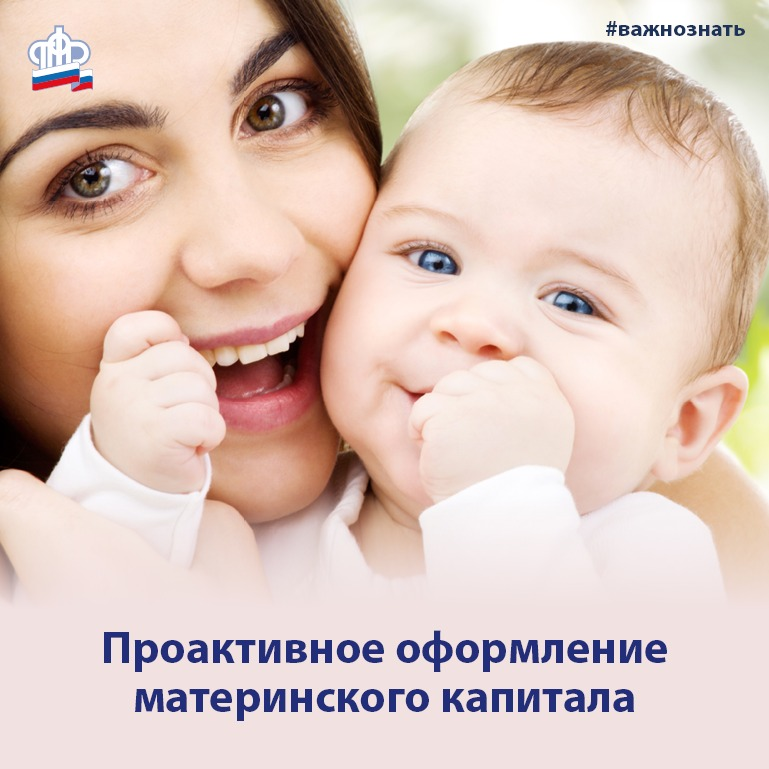 #важнознать
Проактивное оформление
материнского капитала